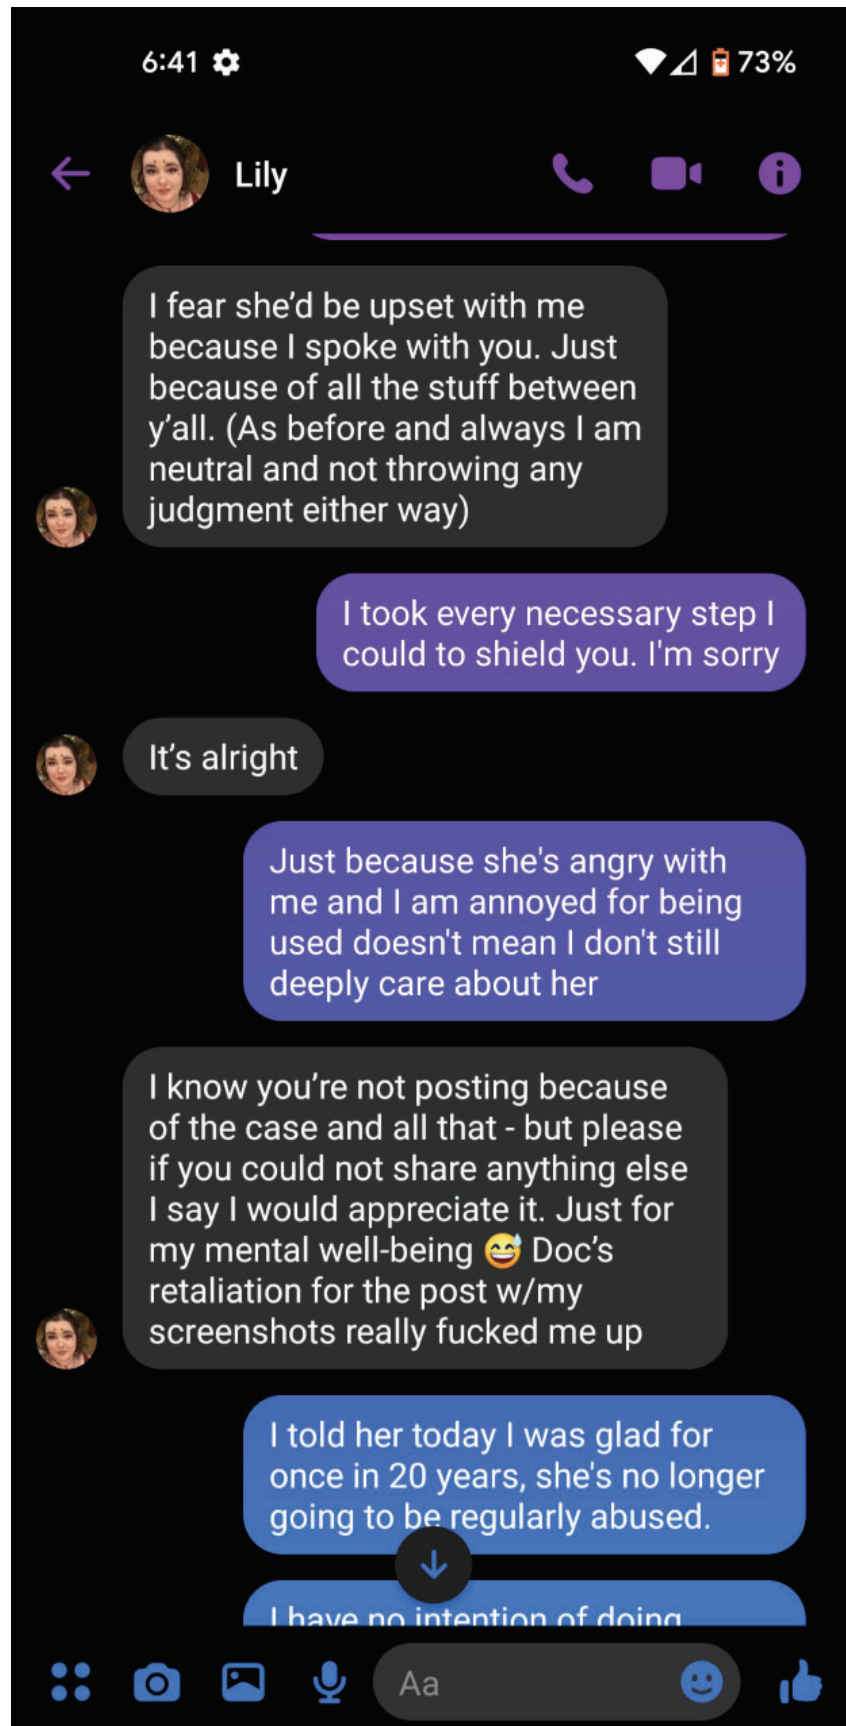 6:41 73%
Lily
I fear she’d be upset with me
because I spoke with you. Just
because of all the stuff between
y’all. (As before and always I am
neutral and not throwing any
judgment either way)
I took every necessary step I
could to shield you. I'm sorry
It’s alright
Just because she's angry with
me and I am annoyed for being
used doesn't mean I don't still
deeply care about her
I know you’re not posting because
of the case and all that - but please
if you could not share anything else
I say I would appreciate it. Just for
my mental well-being 😅 Doc’s
retaliation for the post w/my
screenshots really fucked me up
I told her today I was glad for
once in 20 years, she's no longer
going to be regularly abused.
I have no intention of doing
Aa